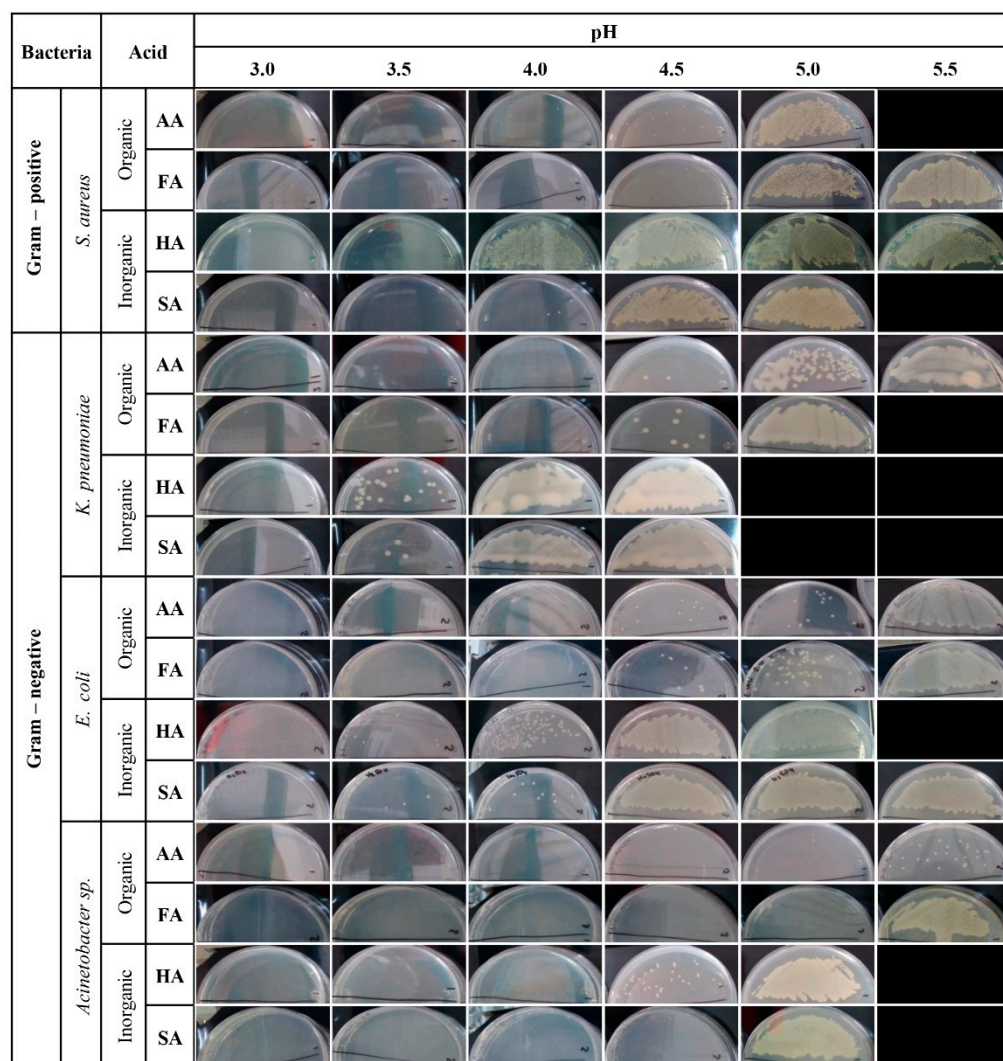 Bacteria Acid pH
3.0 3.5 4.0 4.5 5.0 5.5
Gram – positive
S. aureus
Organic
AA
FA
Inorganic
HA
SA
Gram – negative
K. pneumoniae
Organic
AA
FA
Inorganic
HA
SA
E. coli
Organic
AA
FA
Inorganic
HA
SA
Acinetobacter sp.
Organic
AA
FA
Inorganic
HA
SA